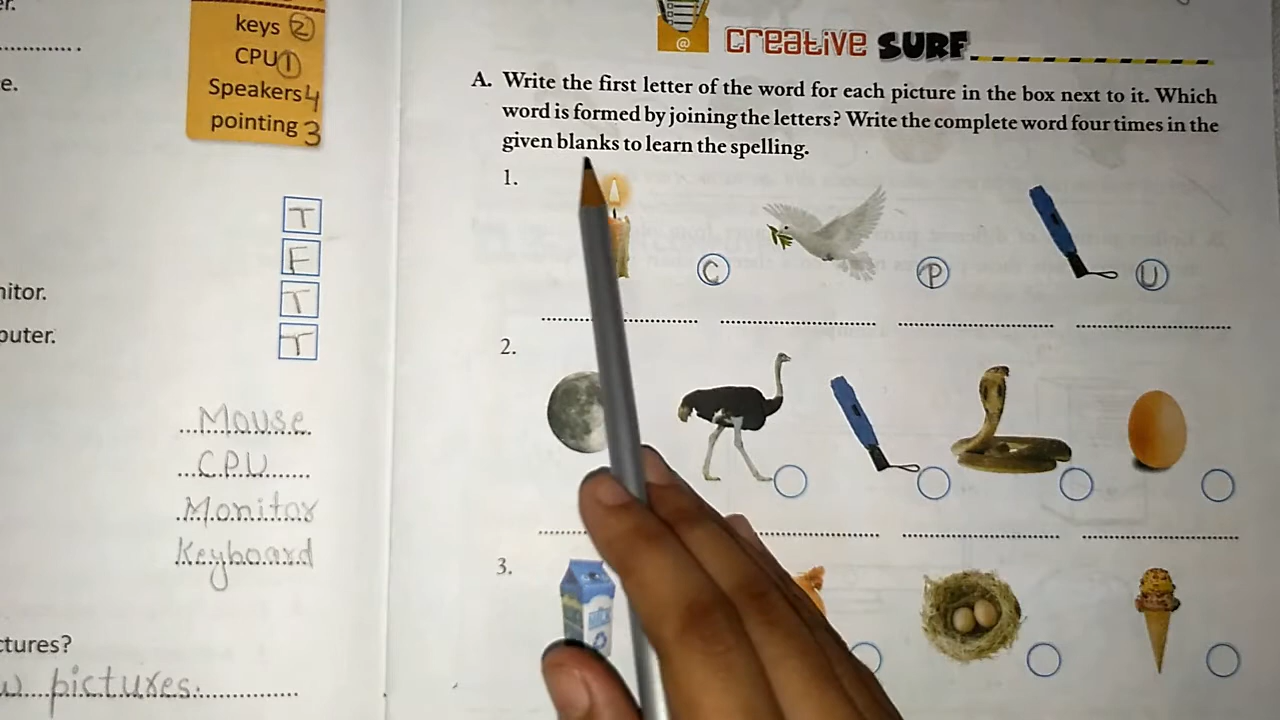 er.
keys 2
CPU 1
Speakers 4
pointing 3
e.
T
F
nitor. T
puter. T
Mouse
CPU
Monitor
Keyboard
ctures?
w pictures.
@ CREATIVE SURF
A. Write the first letter of the word for each picture in the box next to it. Which
word is formed by joining the letters? Write the complete word four times in the
given blanks to learn the spelling.
1.
C P U
2.
3.
MILK